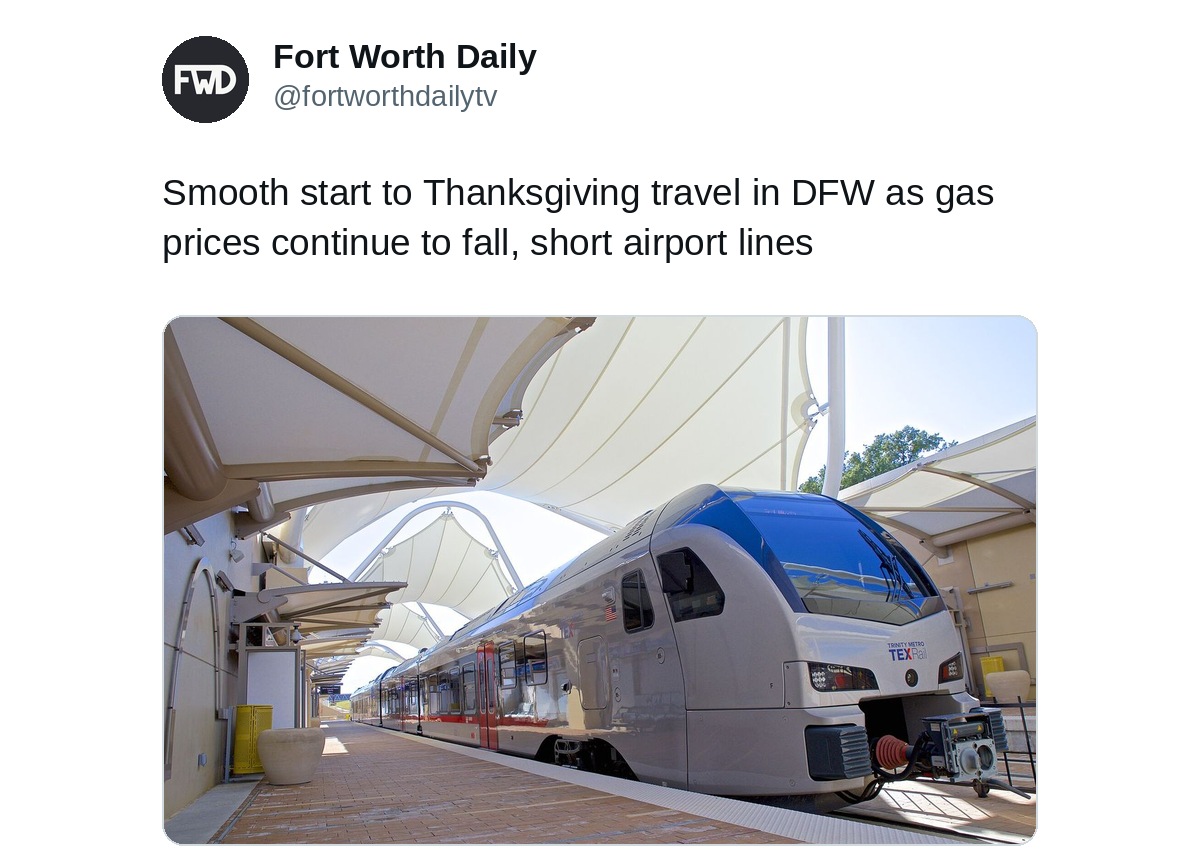 FWD
Fort Worth Daily
@fortworthdailytv
Smooth start to Thanksgiving travel in DFW as gas
prices continue to fall, short airport lines
TRINITY METRO
TEXRail